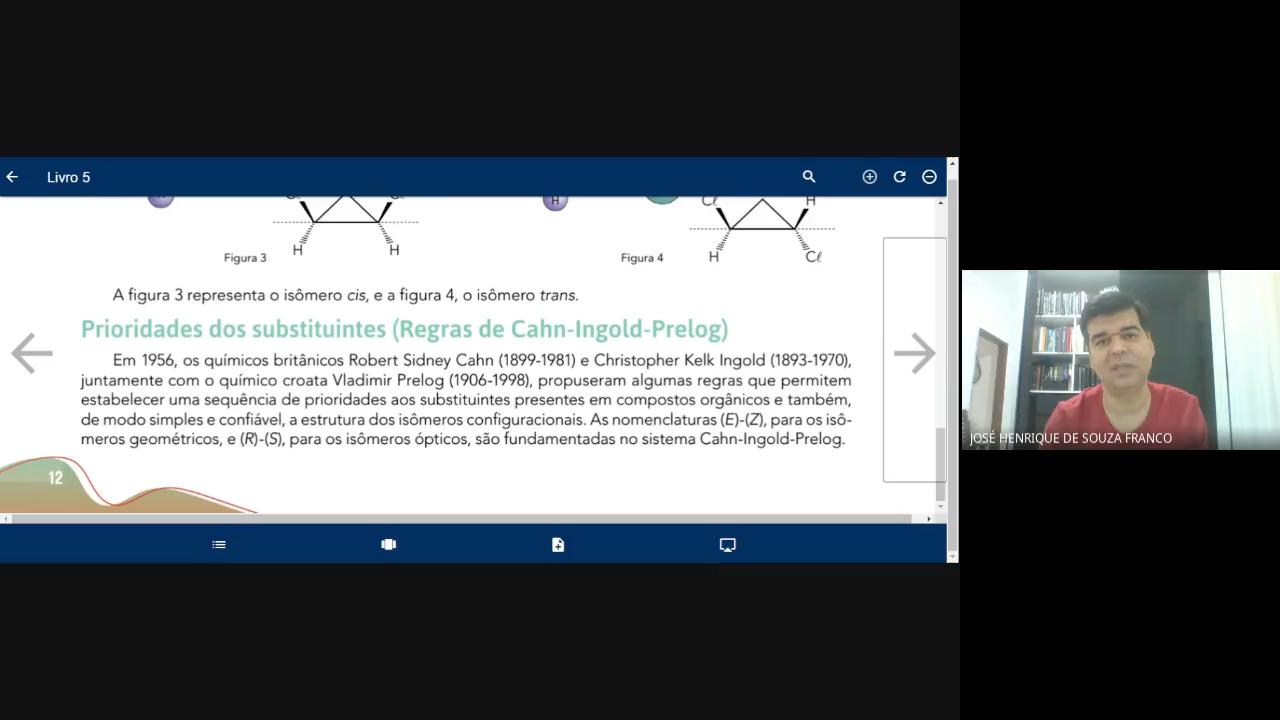 Livro 5
H
Cℓ
H
H
H
Figura 3
Figura 4
H
Cℓ
A figura 3 representa o isômero cis, e a figura 4, o isômero trans.
Prioridades dos substituintes (Regras de Cahn-Ingold-Prelog)
Em 1956, os químicos britânicos Robert Sidney Cahn (1899-1981) e Christopher Kelk Ingold (1893-1970),
juntamente com o químico croata Vladimir Prelog (1906-1998), propuseram algumas regras que permitem
estabelecer uma sequência de prioridades aos substituintes presentes em compostos orgânicos e também,
de modo simples e confiável, a estrutura dos isômeros configuracionais. As nomenclaturas (E)-(Z), para os isô-
meros geométricos, e (R)-(S), para os isômeros ópticos, são fundamentadas no sistema Cahn-Ingold-Prelog.
12
JOSÉ HENRIQUE DE SOUZA FRANCO